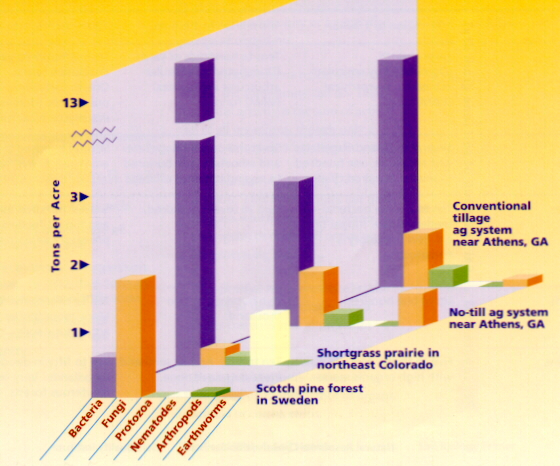 13
3
2
1
Tons per Acre
Conventional
tillage
ag system
near Athens, GA
No-till ag system
near Athens, GA
Shortgrass prairie in
northeast Colorado
Scotch pine forest
in Sweden
Bacteria
Fungi
Protozoa
Nematodes
Arthropods
Earthworms